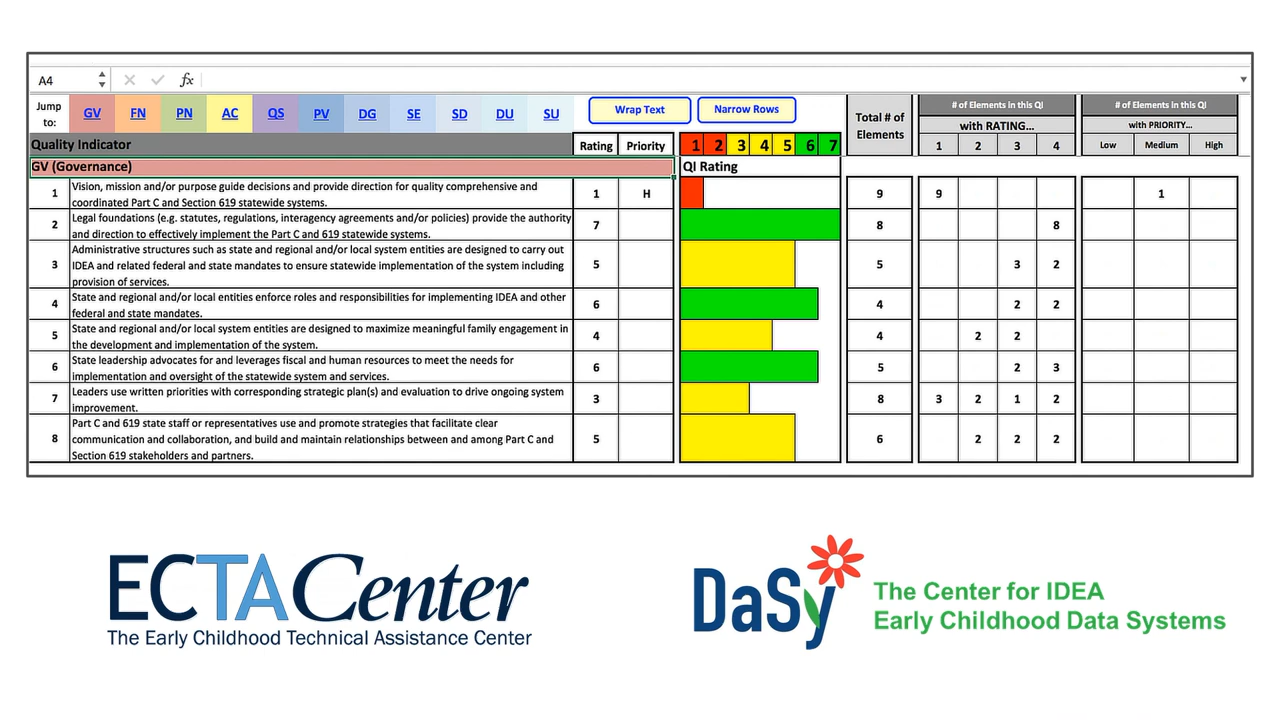 A4
fx
Jump to:
GV FN PN AC QS PV DG SE SD DU SU
Wrap Text
Narrow Rows
Total # of Elements
# of Elements in this QI
with RATING...
# of Elements in this QI
with PRIORITY...
Quality Indicator
Rating Priority
1 2 3 4 5 6 7
1 2 3 4
Low Medium High
GV (Governance)
QI Rating
1
Vision, mission and/or purpose guide decisions and provide direction for quality comprehensive and
coordinated Part C and Section 619 statewide systems.
1 H 9 9 1
2
Legal foundations (e.g. statutes, regulations, interagency agreements and/or policies) provide the authority
and direction to effectively implement the Part C and 619 statewide systems.
7 8 8
3
Administrative structures such as state and regional and/or local system entities are designed to carry out
IDEA and related federal and state mandates to ensure statewide implementation of the system including
provision of services.
5 5 3 2
4
State and regional and/or local entities enforce roles and responsibilities for implementing IDEA and other
federal and state mandates.
6 4 2 2
5
State and regional and/or local system entities are designed to maximize meaningful family engagement in
the development and implementation of the system.
4 4 2 2
6
State leadership advocates for and leverages fiscal and human resources to meet the needs for
implementation and oversight of the statewide system and services.
6 5 2 3
7
Leaders use written priorities with corresponding strategic plan(s) and evaluation to drive ongoing system
improvement.
3 8 3 2 1 2
8
Part C and 619 state staff or representatives use and promote strategies that facilitate clear
communication and collaboration, and build and maintain relationships between and among Part C and
Section 619 stakeholders and partners.
5 6 2 2 2
ECTA Center
The Early Childhood Technical Assistance Center
DaSy
The Center for IDEA
Early Childhood Data Systems